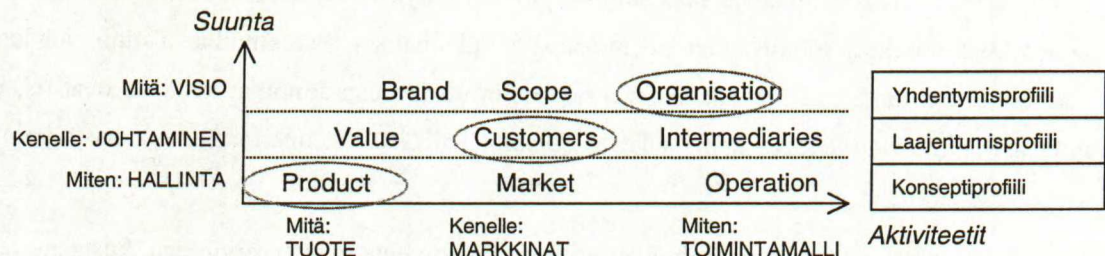 Suunta
Mitä: VISIO Brand Scope Organisation Yhdentymisprofiili
Kenelle: JOHTAMINEN Values Customers Intermediaries Laajentumisprofiili
Miten: HALLINTA Product Market Operation Konseptiprofiili
Mitä: Kenelle: Miten:
TUOTE MARKKINAT TOIMINTAMALLI Aktiviteetit